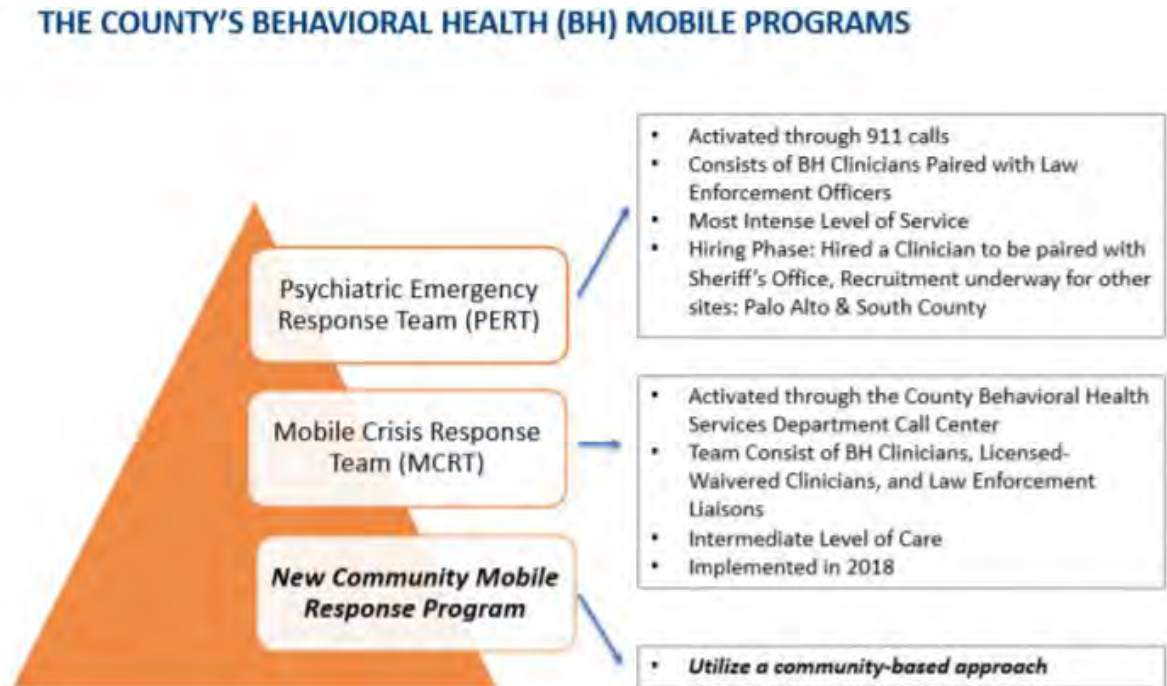 THE COUNTY'S BEHAVIORAL HEALTH (BH) MOBILE PROGRAMS
Psychiatric Emergency
Response Team (PERT)
• Activated through 911 calls
• Consists of BH Clinicians Paired with Law
Enforcement Officers
• Most Intense Level of Service
• Hiring Phase: Hired a Clinician to be paired with
Sheriff's Office, Recruitment underway for other
sites: Palo Alto & South County
Mobile Crisis Response
Team (MCRT)
• Activated through the County Behavioral Health
Services Department Call Center
• Team Consist of BH Clinicians, Licensed-
Waivered Clinicians, and Law Enforcement
Liaisons
• Intermediate Level of Care
• Implemented in 2018
New Community Mobile
Response Program
• Utilize a community-based approach